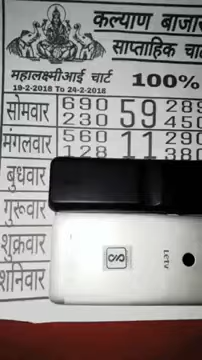 कल्याण बाजार
साप्ताहिक
महालक्ष्मीआई चार्ट 100%
19-2-2018 To 24-2-2018
सोमवार 690 59 289
230 450
मंगलवार 560 11 290
128 380
बुधवार
गुरूवार
शुक्रवार
शनिवार
LeTV